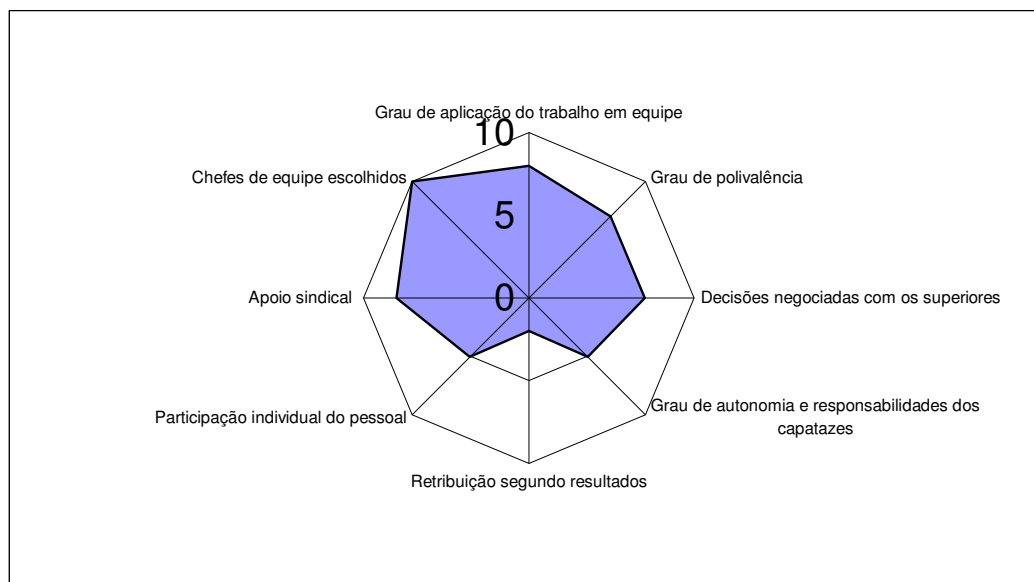 Grau de aplicação do trabalho em equipe
10
Chefes de equipe escolhidos
Grau de polivalência
5
Apoio sindical
0
Decisões negociadas com os superiores
Participação individual do pessoal
Grau de autonomia e responsabilidades dos
capatazes
Retribuição segundo resultados